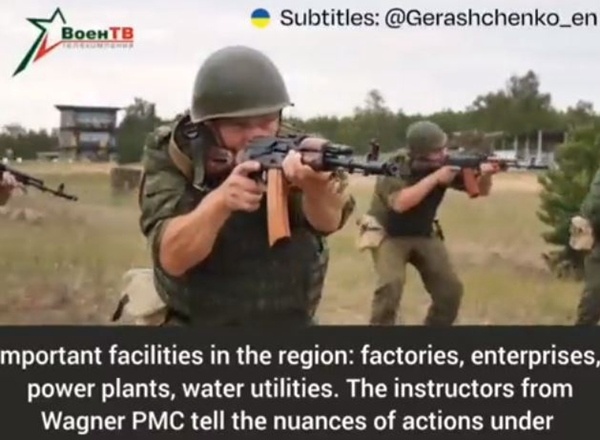 Subtitles: @Gerashchenko_en
ВоенТВ
ТЕЛЕКОМПАНИЯ
mportant facilities in the region: factories, enterprises,
power plants, water utilities. The instructors from
Wagner PMC tell the nuances of actions under